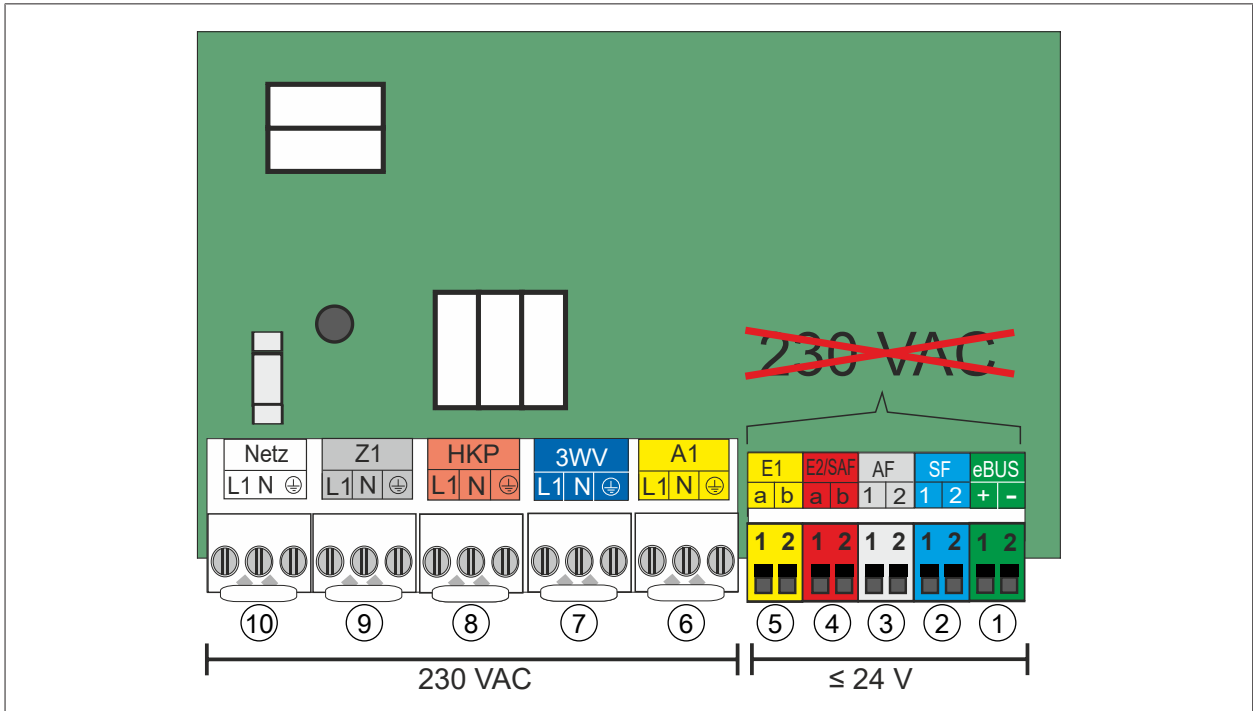 230 VAC
Netz Z1 HKP 3WV A1
L1 N ⏚ L1 N ⏚ L1 N ⏚ L1 N ⏚ L1 N ⏚
E1 E2/SAF AF SF eBUS
a b a b 1 2 1 2 + -
1 2 1 2 1 2 1 2 1 2
10 9 8 7 6 5 4 3 2 1
230 VAC ≤ 24 V